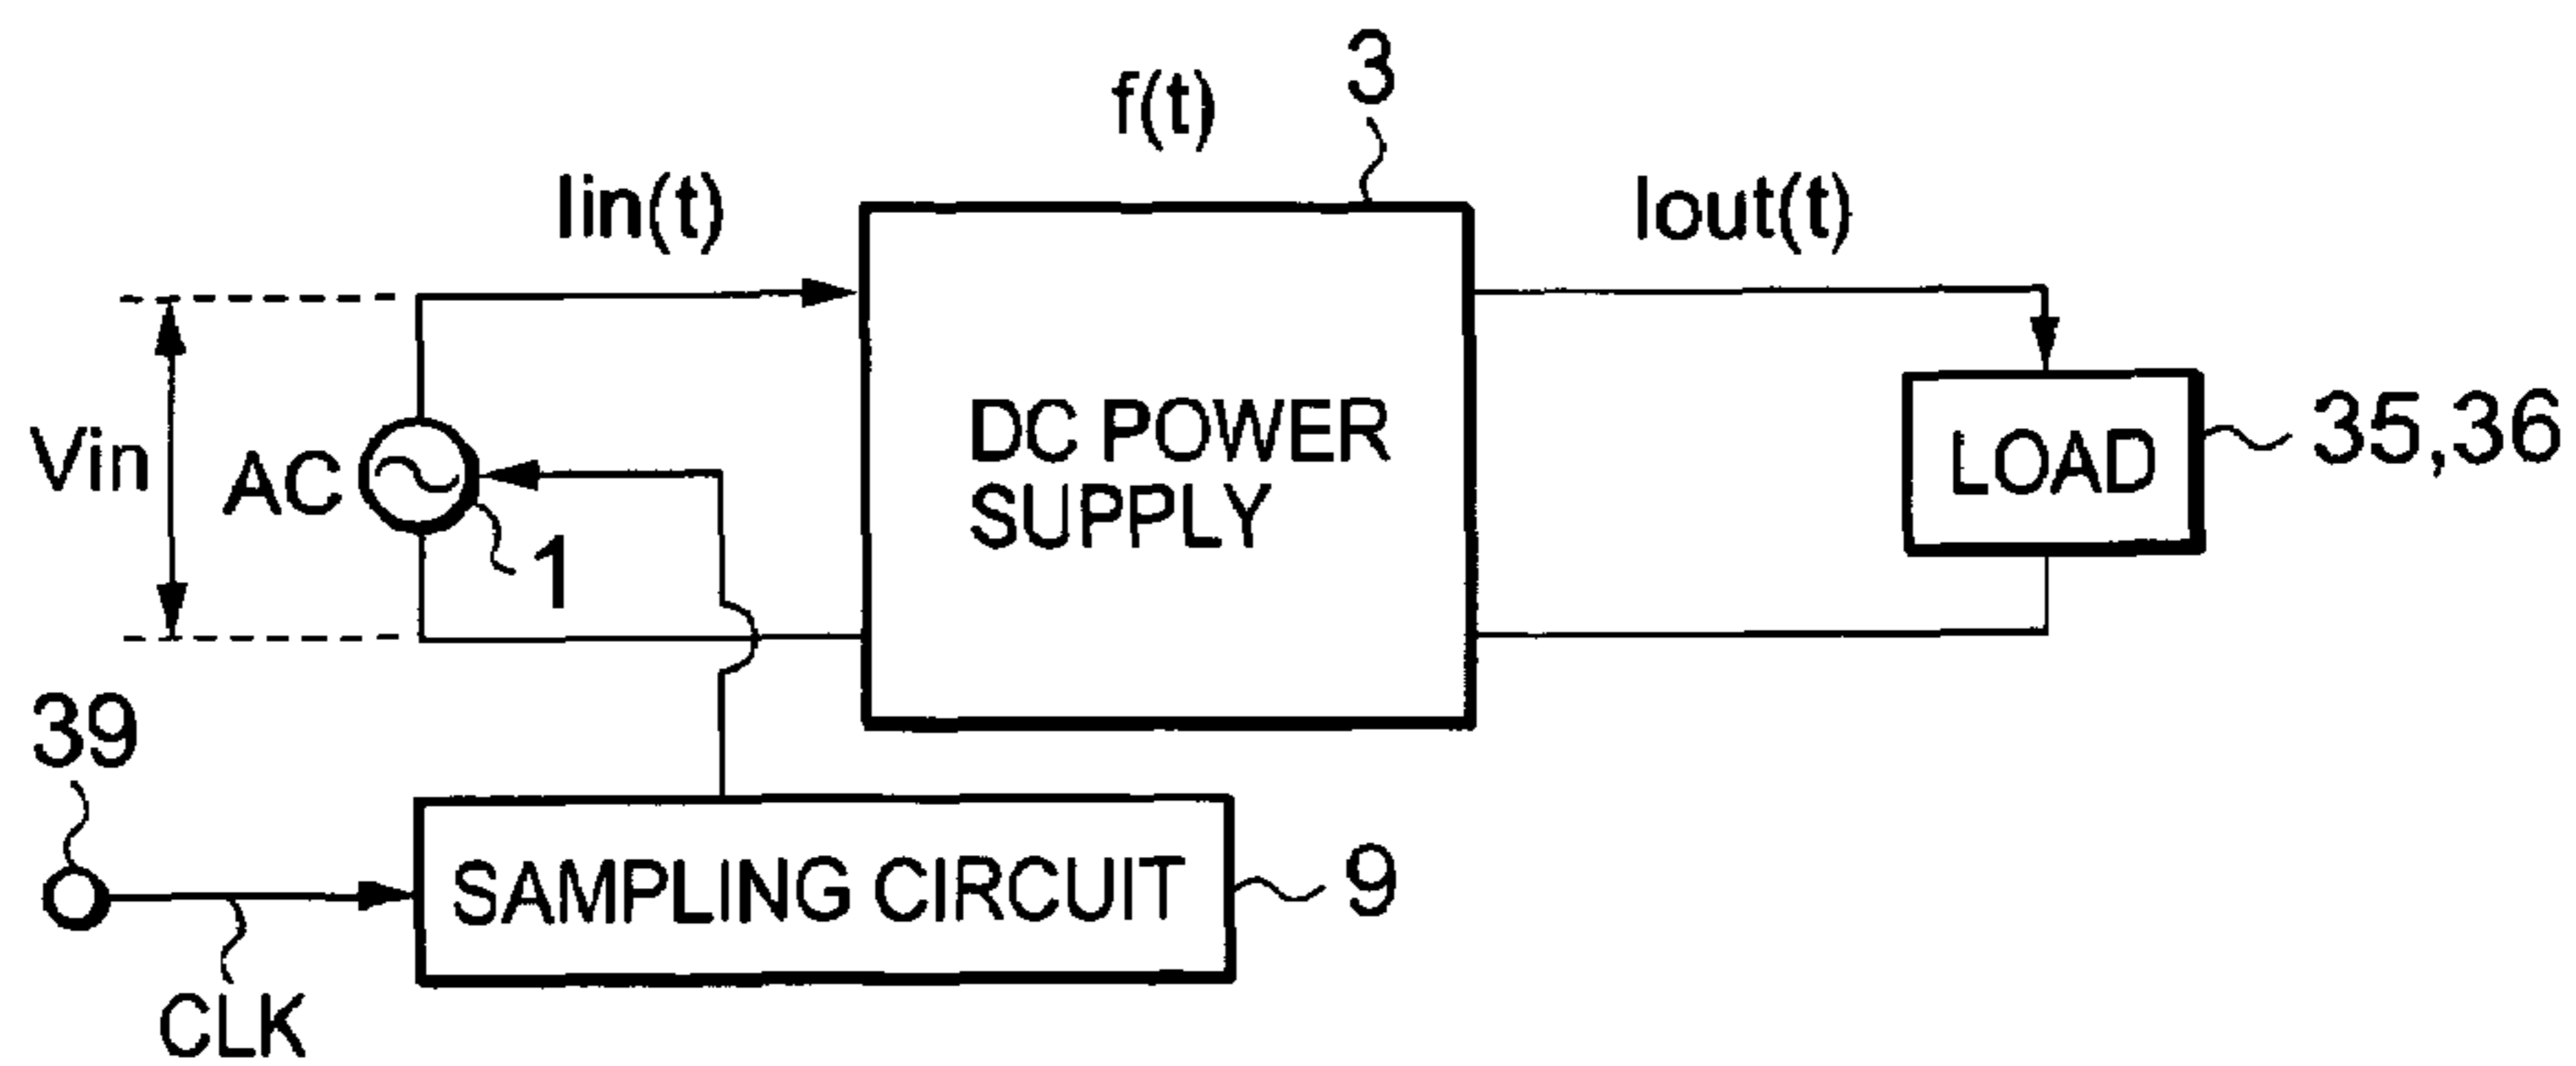 3
f(t)
Iin(t)
Iout(t)
Vin
AC
1
DC POWER
SUPPLY
LOAD
35,36
39
SAMPLING CIRCUIT
9
CLK